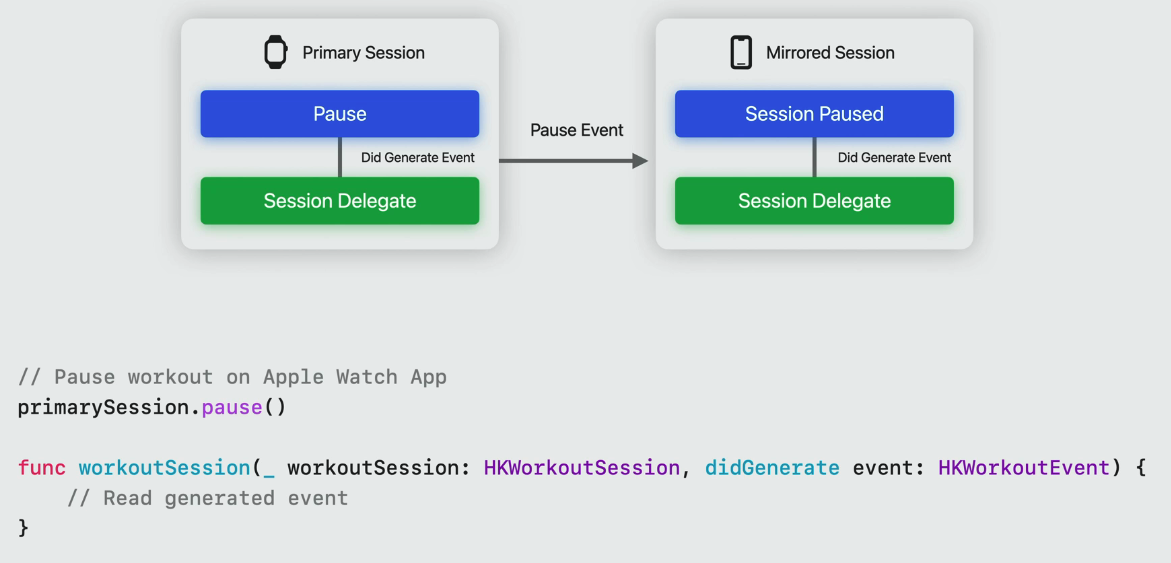 Primary Session
Pause
Did Generate Event
Session Delegate
Pause Event
Mirrored Session
Session Paused
Did Generate Event
Session Delegate
// Pause workout on Apple Watch App
primarySession.pause()
func workoutSession(_ workoutSession: HKWorkoutSession, didGenerate event: HKWorkoutEvent) {
    // Read generated event
}